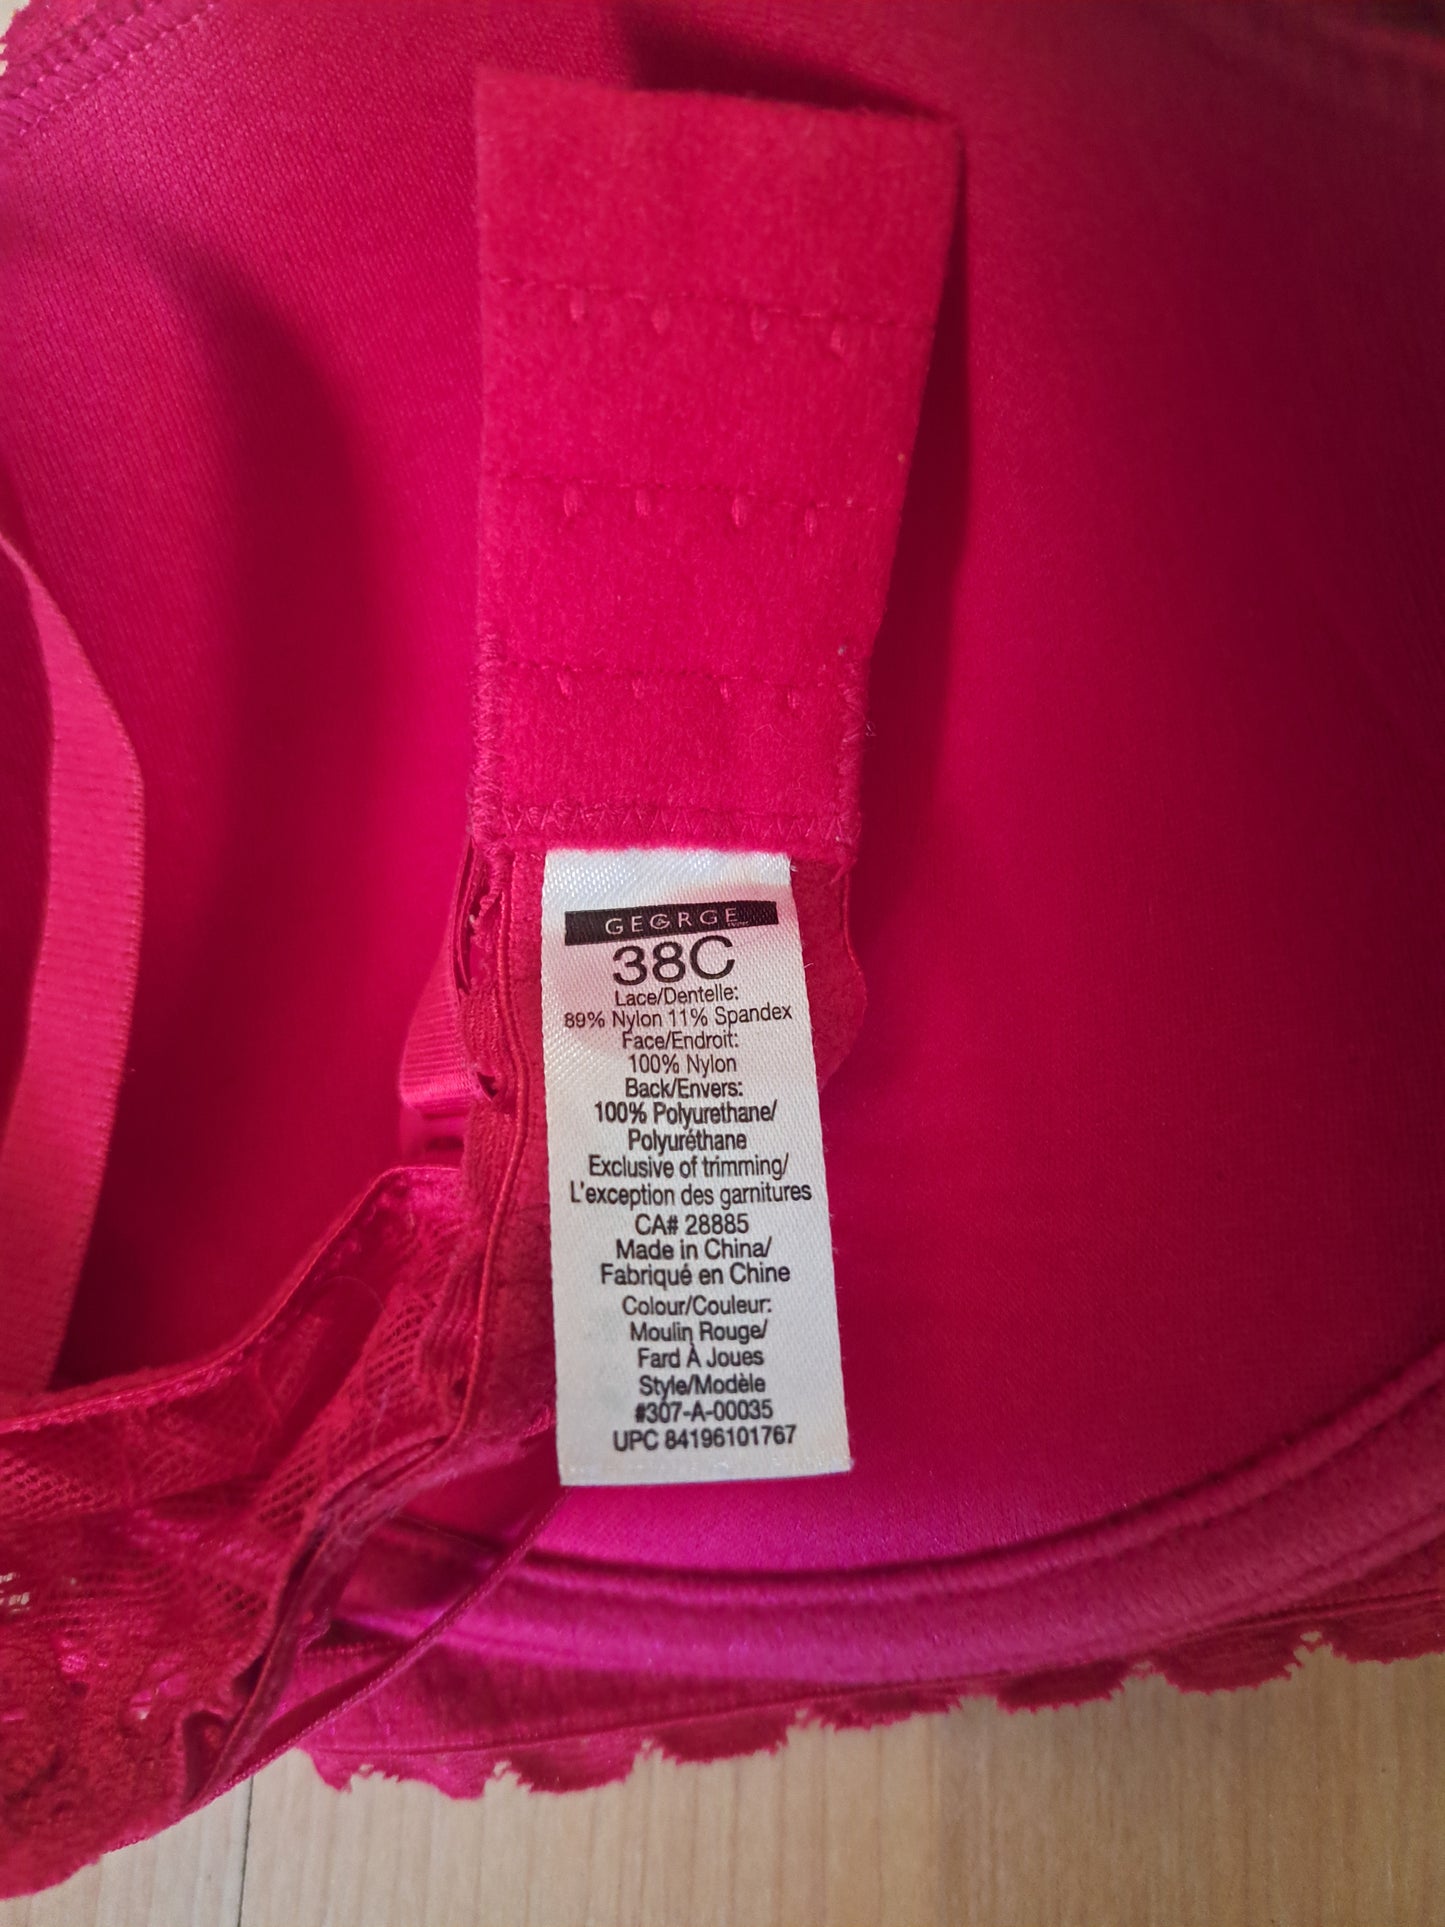 GEORGE
38C
Lace/Dentelle:
89% Nylon 11% Spandex
Face/Endroit:
100% Nylon
Back/Envers:
100% Polyurethane/
Polyuréthane
Exclusive of trimming/
L'exception des garnitures
CA# 28885
Made in China/
Fabriqué en Chine
Colour/Couleur:
Moulin Rouge/
Fard À Joues
Style/Modèle
#307-A-00035
UPC 84196101767